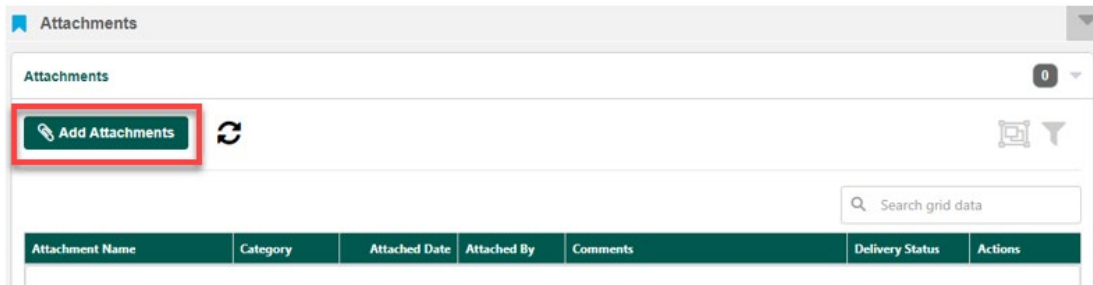 Attachments
Attachments 0
Add Attachments
Search grid data
Attachment Name Category Attached Date Attached By Comments Delivery Status Actions